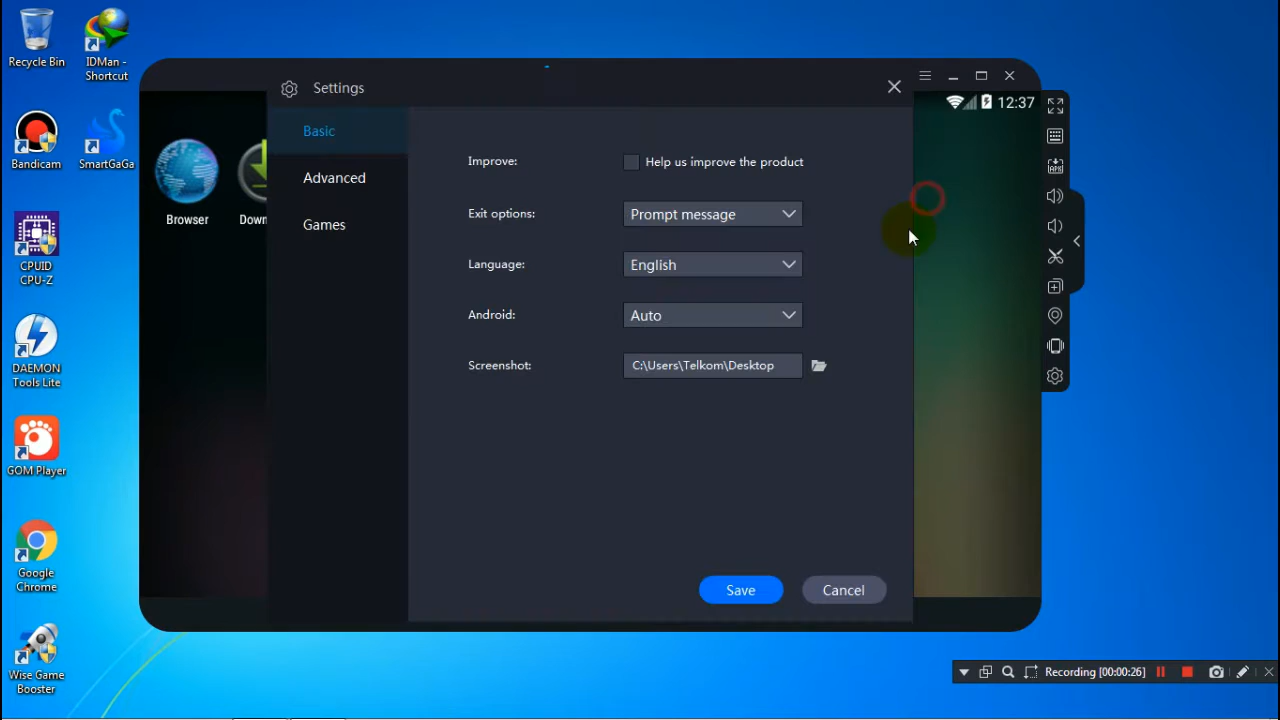 Recycle Bin
IDMan -
Shortcut
Bandicam
SmartGaGa
CPUID
CPU-Z
DAEMON
Tools Lite
GOM Player
Google
Chrome
Wise Game
Booster
Settings
12:37
Browser
Down
Basic
Advanced
Games
Improve:
Help us improve the product
Exit options:
Prompt message
Language:
English
Android:
Auto
Screenshot:
C:\Users\Telkom\Desktop
Save
Cancel
APK
Recording [00:00:26]